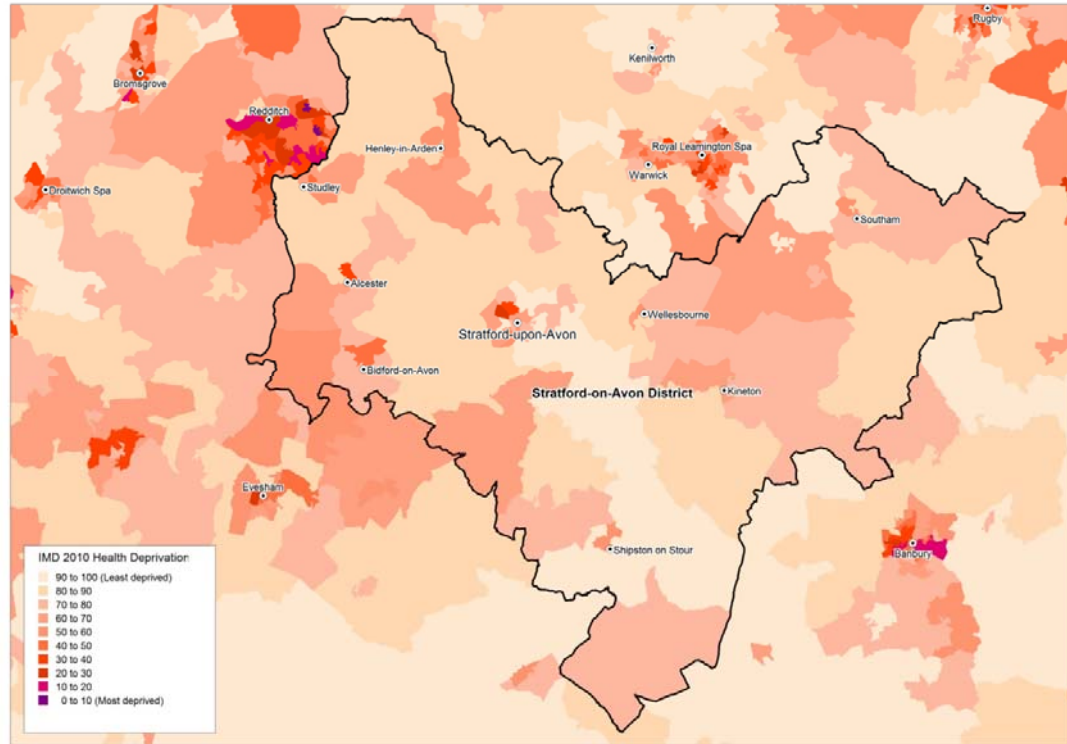 Rugby
Kenilworth
Bromsgrove
Redditch
Henley-in-Arden
Royal Leamington Spa
Warwick
Droitwich Spa
Studley
Southam
Alcester
Wellesbourne
Stratford-upon-Avon
Bidford-on-Avon
Stratford-on-Avon District
Kineton
Evesham
Shipston on Stour
Banbury
IMD 2010 Health Deprivation
90 to 100 (Least deprived)
80 to 90
70 to 80
60 to 70
50 to 60
40 to 50
30 to 40
20 to 30
10 to 20
0 to 10 (Most deprived)